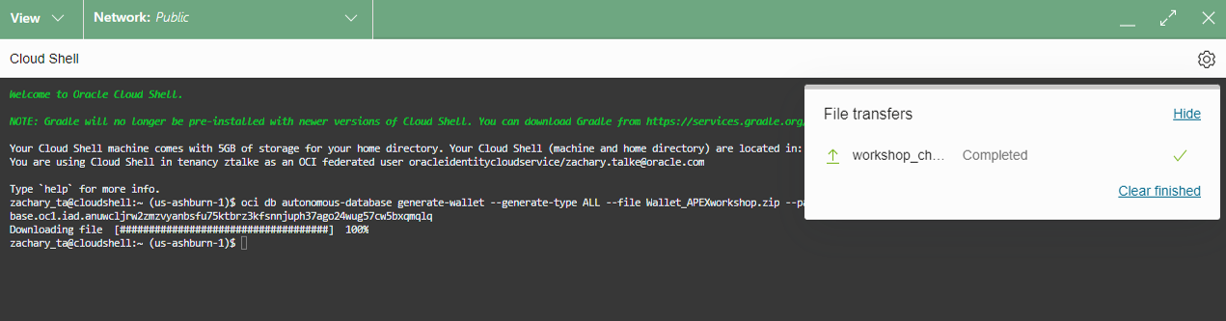 View
Network: Public
Cloud Shell
Welcome to Oracle Cloud Shell.
NOTE: Gradle will no longer be pre-installed with newer versions of Cloud Shell. You can download Gradle from https://services.gradle.org/
Your Cloud Shell machine comes with 5GB of storage for your home directory. Your Cloud Shell (machine and home directory) are located in:
You are using Cloud Shell in tenancy ztalke as an OCI federated user oracleidentitycloudservice/zachary.talke@oracle.com
Type `help` for more info.
zachary_ta@cloudshell:~ (us-ashburn-1)$ oci db autonomous-database generate-wallet --generate-type ALL --file Wallet_APEXworkshop.zip --pa
base.oc1.iad.anuwcljrw2zmzvyanbsfu75ktbrz3kfsnnjuph37ago24wug57cw5bxqmqlq
Downloading file [####################################] 100%
zachary_ta@cloudshell:~ (us-ashburn-1)$
File transfers
Hide
workshop_ch... Completed
Clear finished